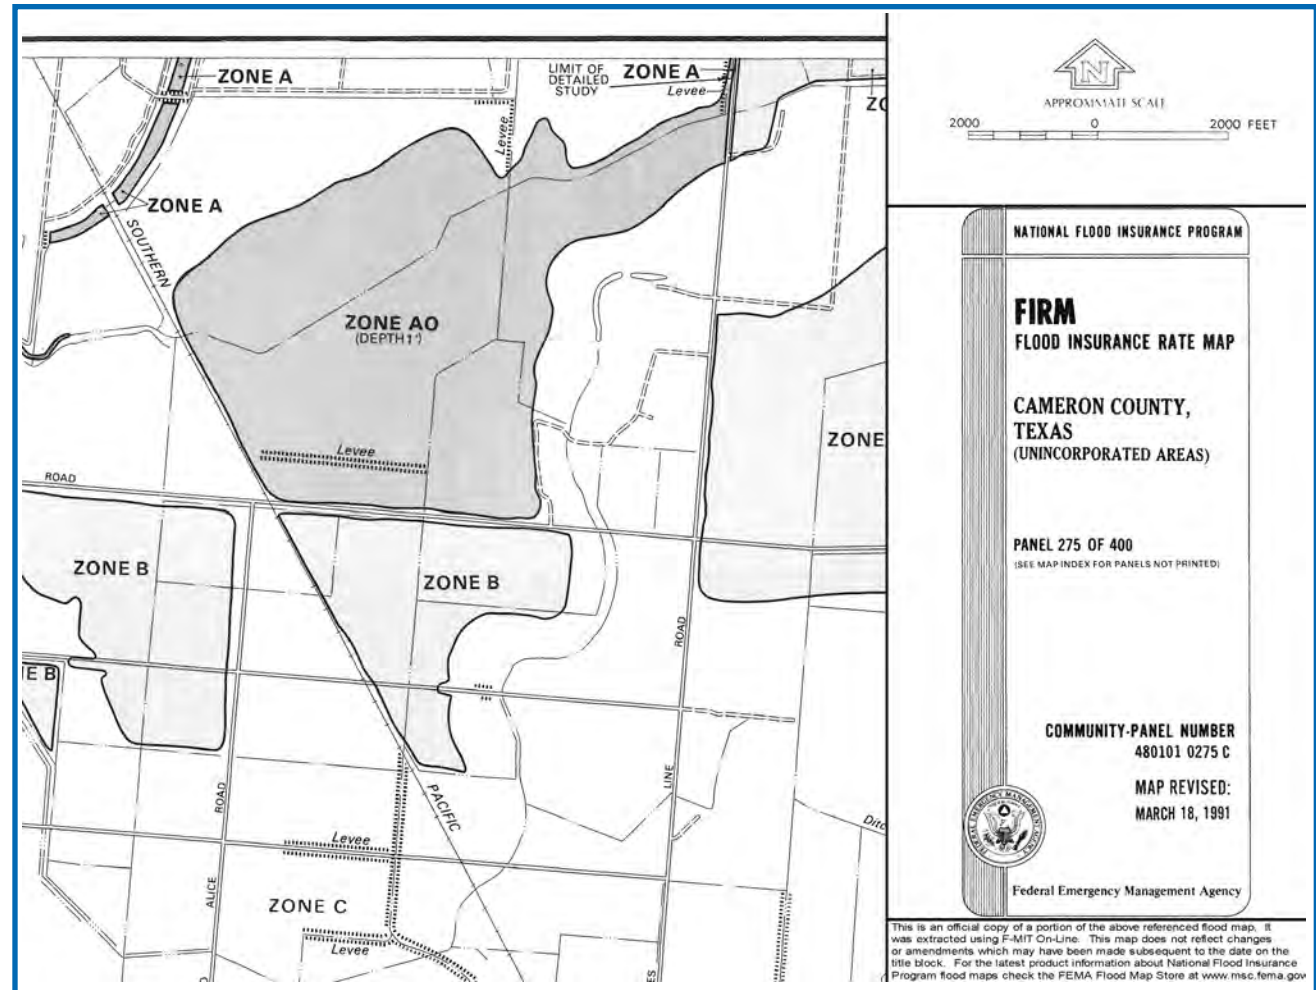 ZONE A
LIMIT OF
DETAILED
STUDY
ZONE A
Levee
Levee
ZONE A
SOUTHERN
ZONE AO
(DEPTH 1')
Levee
ROAD
ZONE
ZONE B
ZONE B
ROAD
E B
LINE
ROAD
PACIFIC
Levee
ALICE
ZONE C
Levee
N
APPROXIMATE SCALE
2000 0 2000 FEET
NATIONAL FLOOD INSURANCE PROGRAM
FIRM
FLOOD INSURANCE RATE MAP
CAMERON COUNTY,
TEXAS
(UNINCORPORATED AREAS)
PANEL 275 OF 400
(SEE MAP INDEX FOR PANELS NOT PRINTED)
COMMUNITY-PANEL NUMBER
480101 0275 C
MAP REVISED:
MARCH 18, 1991
Federal Emergency Management Agency
This is an official copy of a portion of the above referenced flood map. It
was extracted using F-MIT On-Line. This map does not reflect changes
or amendments which may have been made subsequent to the date on the
title block. For the latest product information about National Flood Insurance
Program flood maps check the FEMA Flood Map Store at www.msc.fema.gov